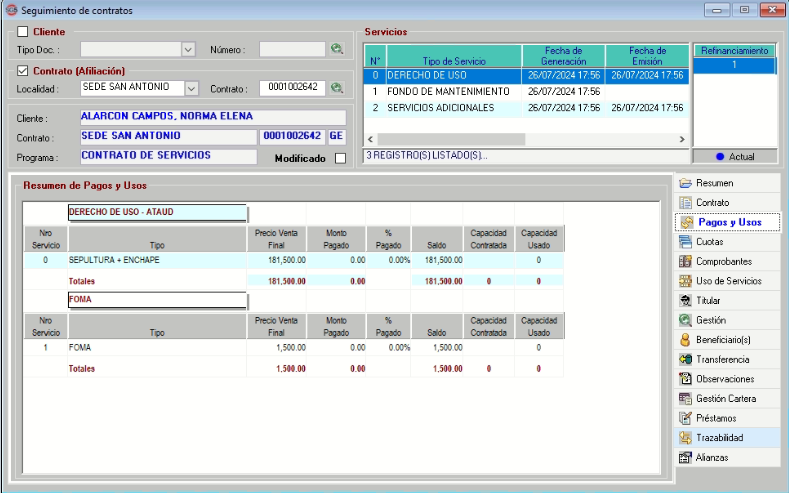 Seguimiento de contratos
Cliente
Tipo Doc. :
Número :
Contrato (Afiliación)
Localidad : SEDE SAN ANTONIO Contrato : 0001002642
Cliente : ALARCON CAMPOS, NORMA ELENA
Contrato : SEDE SAN ANTONIO 0001002642 GE
Programa : CONTRATO DE SERVICIOS Modificado
Servicios
N° Tipo de Servicio Fecha de Generación Fecha de Emisión
0 DERECHO DE USO 26/07/2024 17:56 26/07/2024 17:56
1 FONDO DE MANTENIMIENTO 26/07/2024 17:56
2 SERVICIOS ADICIONALES 26/07/2024 17:56 26/07/2024 17:56
3 REGISTRO(S) LISTADO(S)...
Refinanciamiento
1
Actual
Resumen de Pagos y Usos
DERECHO DE USO - ATAUD
Nro Servicio Tipo Precio Venta Final Monto Pagado % Pagado Saldo Capacidad Contratada Capacidad Usado
0 SEPULTURA + ENCHAPE 181,500.00 0.00 0.00% 181,500.00 0
Totales 181,500.00 0.00 181,500.00 0 0
FOMA
Nro Servicio Tipo Precio Venta Final Monto Pagado % Pagado Saldo Capacidad Contratada Capacidad Usado
1 FOMA 1,500.00 0.00 0.00% 1,500.00 0
Totales 1,500.00 0.00 1,500.00 0 0
Resumen
Contrato
Pagos y Usos
Cuotas
Comprobantes
Uso de Servicios
Titular
Gestión
Beneficiario(s)
Transferencia
Observaciones
Gestión Cartera
Préstamos
Trazabilidad
Alianzas